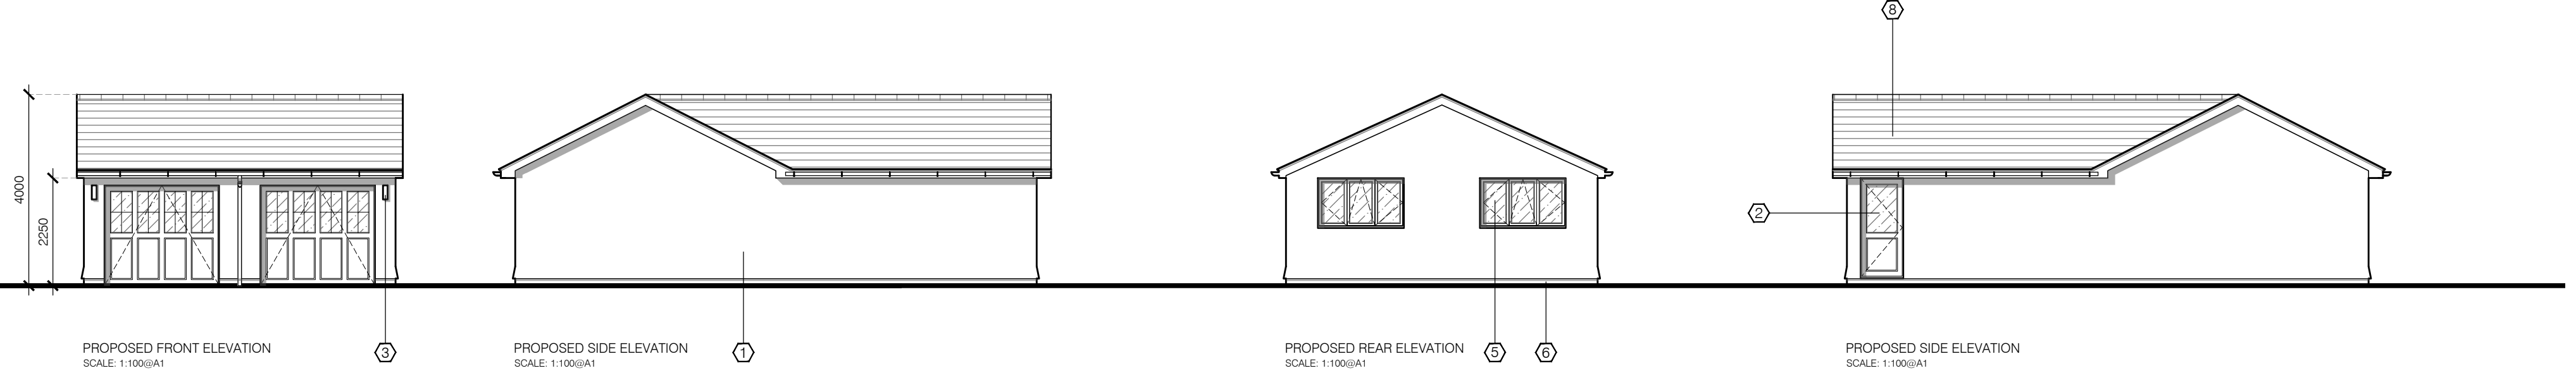 8
4000
2250
2
PROPOSED FRONT ELEVATION
SCALE: 1:100@A1
3
PROPOSED SIDE ELEVATION
SCALE: 1:100@A1
1
PROPOSED REAR ELEVATION
SCALE: 1:100@A1
5
6
PROPOSED SIDE ELEVATION
SCALE: 1:100@A1